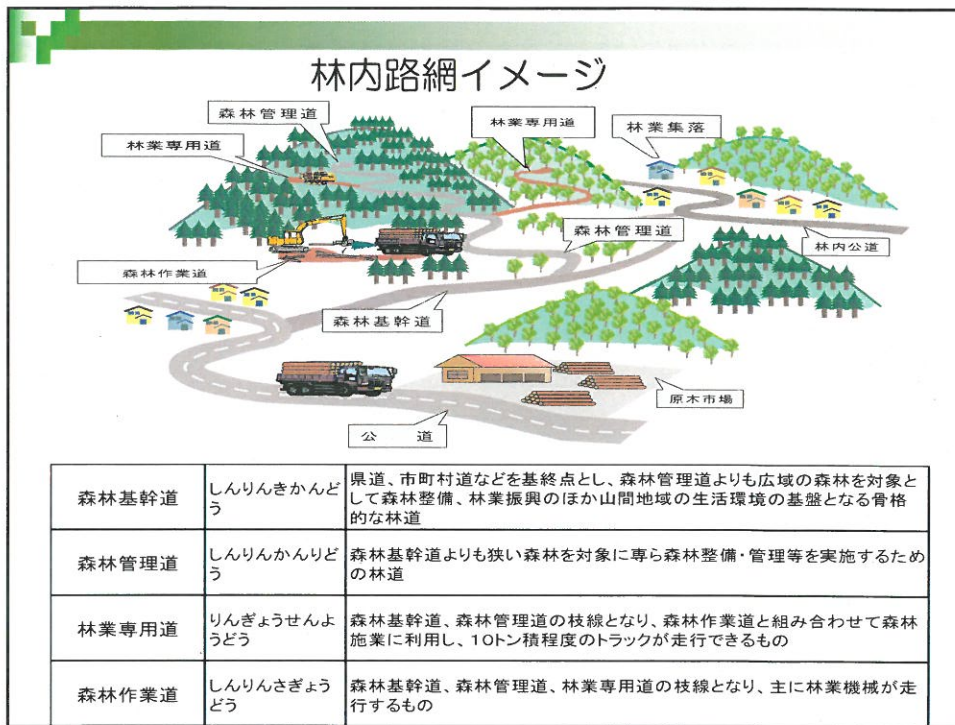 林内路網イメージ
森林管理道
林業専用道
林業専用道
林業集落
森林管理道
林内公道
森林作業道
森林基幹道
原木市場
公　道
森林基幹道
しんりんきかんど
う
県道、市町村道などを基終点とし、森林管理道よりも広域の森林を対象と
して森林整備、林業振興のほか山間地域の生活環境の基盤となる骨格
的な林道
森林管理道
しんりんかんりど
う
森林基幹道よりも狭い森林を対象に専ら森林整備・管理等を実施するため
の林道
林業専用道
りんぎょうせんよ
うどう
森林基幹道、森林管理道の枝線となり、森林作業道と組み合わせて森林
施業に利用し、10トン積程度のトラックが走行できるもの
森林作業道
しんりんさぎょう
どう
森林基幹道、森林管理道、林業専用道の枝線となり、主に林業機械が走
行するもの